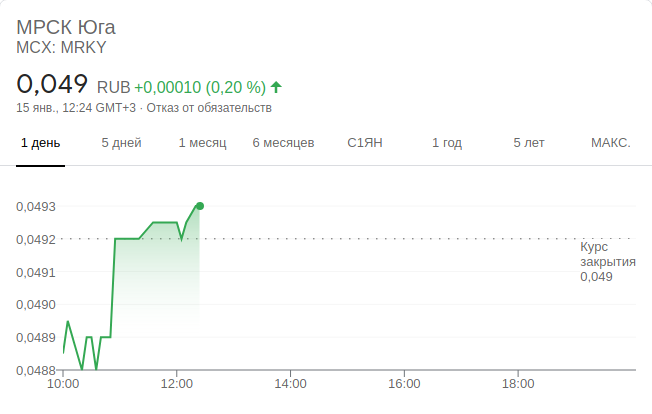 МРСК Юга
MCX: MRKY
0,049 RUB +0,00010 (0,20 %)
15 янв., 12:24 GMT+3 · Отказ от обязательств
1 день 5 дней 1 месяц 6 месяцев С1ЯН 1 год 5 лет МАКС.
0,0493
0,0492
Курс
закрытия
0,049
0,0491
0,0490
0,0489
0,0488
10:00 12:00 14:00 16:00 18:00